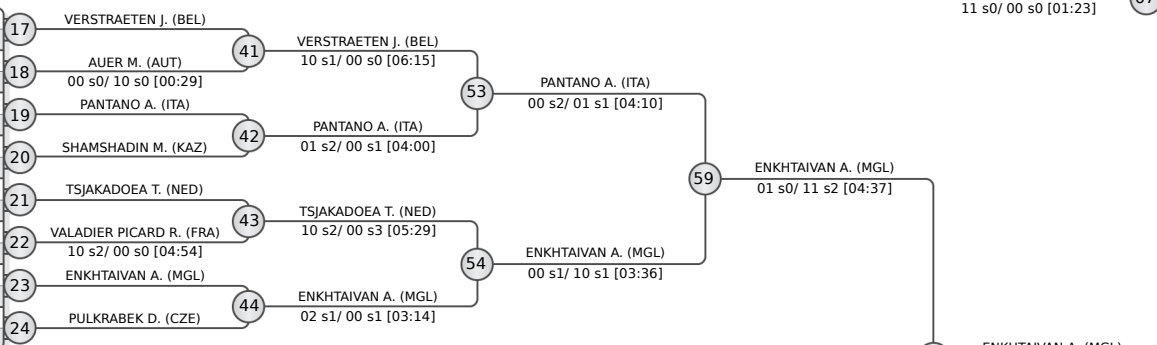 11 s0/ 00 s0 [01:23]
17
VERSTRAETEN J. (BEL)
41
VERSTRAETEN J. (BEL)
10 s1/ 00 s0 [06:15]
18
AUER M. (AUT)
00 s0/ 10 s0 [00:29]
53
PANTANO A. (ITA)
00 s2/ 01 s1 [04:10]
19
PANTANO A. (ITA)
42
PANTANO A. (ITA)
01 s2/ 00 s1 [04:00]
20
SHAMSHADIN M. (KAZ)
59
ENKHTAIVAN A. (MGL)
01 s0/ 11 s2 [04:37]
21
TSJAKADOEA T. (NED)
43
TSJAKADOEA T. (NED)
10 s2/ 00 s3 [05:29]
22
VALADIER PICARD R. (FRA)
10 s2/ 00 s0 [04:54]
54
ENKHTAIVAN A. (MGL)
00 s1/ 10 s1 [03:36]
23
ENKHTAIVAN A. (MGL)
44
ENKHTAIVAN A. (MGL)
02 s1/ 00 s1 [03:14]
24
PULKRABEK D. (CZE)
ENKHTAIVAN A. (MGL)